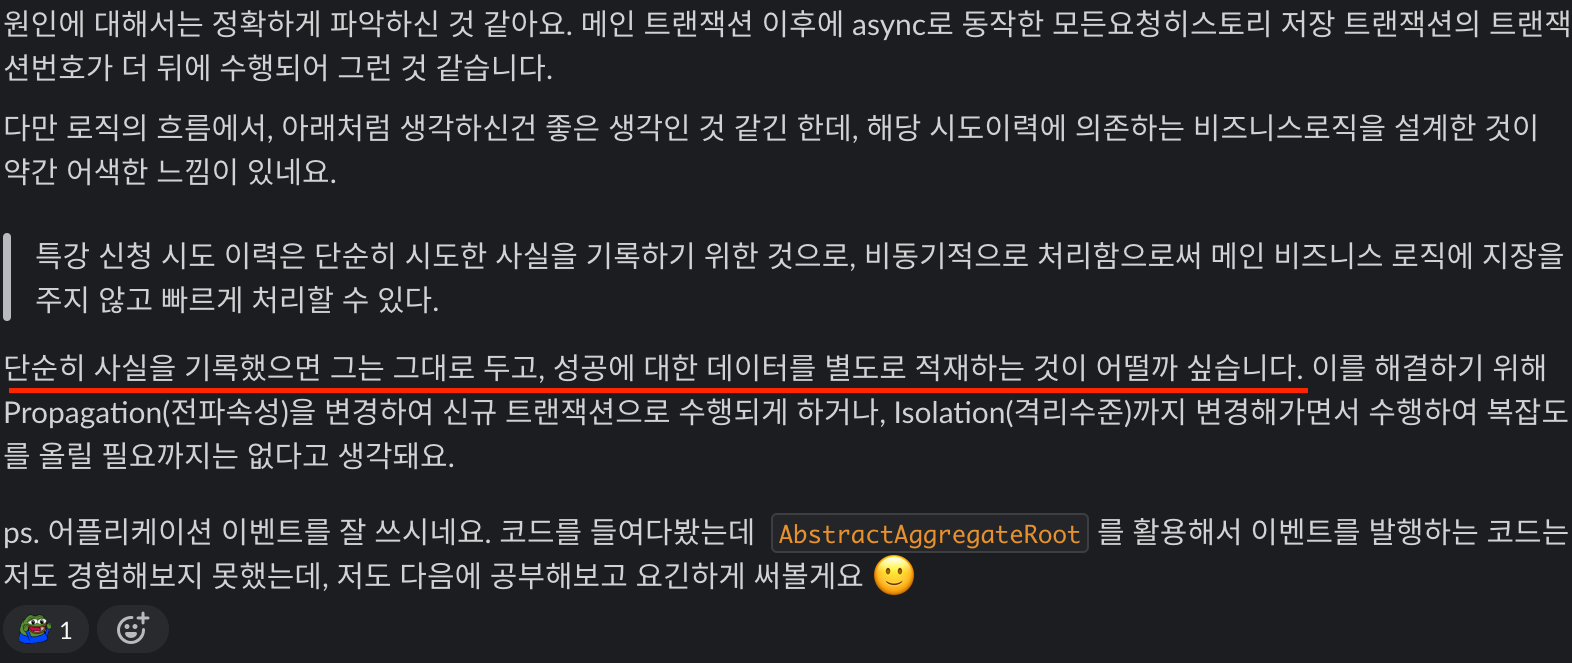 원인에 대해서는 정확하게 파악하신 것 같아요. 메인 트랜잭션 이후에 async로 동작한 모든요청히스토리 저장 트랜잭션의 트랜잭
션번호가 더 뒤에 수행되어 그런 것 같습니다.
다만 로직의 흐름에서, 아래처럼 생각하신건 좋은 생각인 것 같긴 한데, 해당 시도이력에 의존하는 비즈니스로직을 설계한 것이
약간 어색한 느낌이 있네요.
특강 신청 시도 이력은 단순히 시도한 사실을 기록하기 위한 것으로, 비동기적으로 처리함으로써 메인 비즈니스 로직에 지장을
주지 않고 빠르게 처리할 수 있다.
단순히 사실을 기록했으면 그는 그대로 두고, 성공에 대한 데이터를 별도로 적재하는 것이 어떨까 싶습니다. 이를 해결하기 위해
Propagation(전파속성)을 변경하여 신규 트랜잭션으로 수행되게 하거나, Isolation(격리수준)까지 변경해가면서 수행하여 복잡도
를 올릴 필요까지는 없다고 생각돼요.
ps. 어플리케이션 이벤트를 잘 쓰시네요. 코드를 들여다봤는데 AbstractAggregateRoot 를 활용해서 이벤트를 발행하는 코드는
저도 경험해보지 못했는데, 저도 다음에 공부해보고 요긴하게 써볼게요 🙂
1